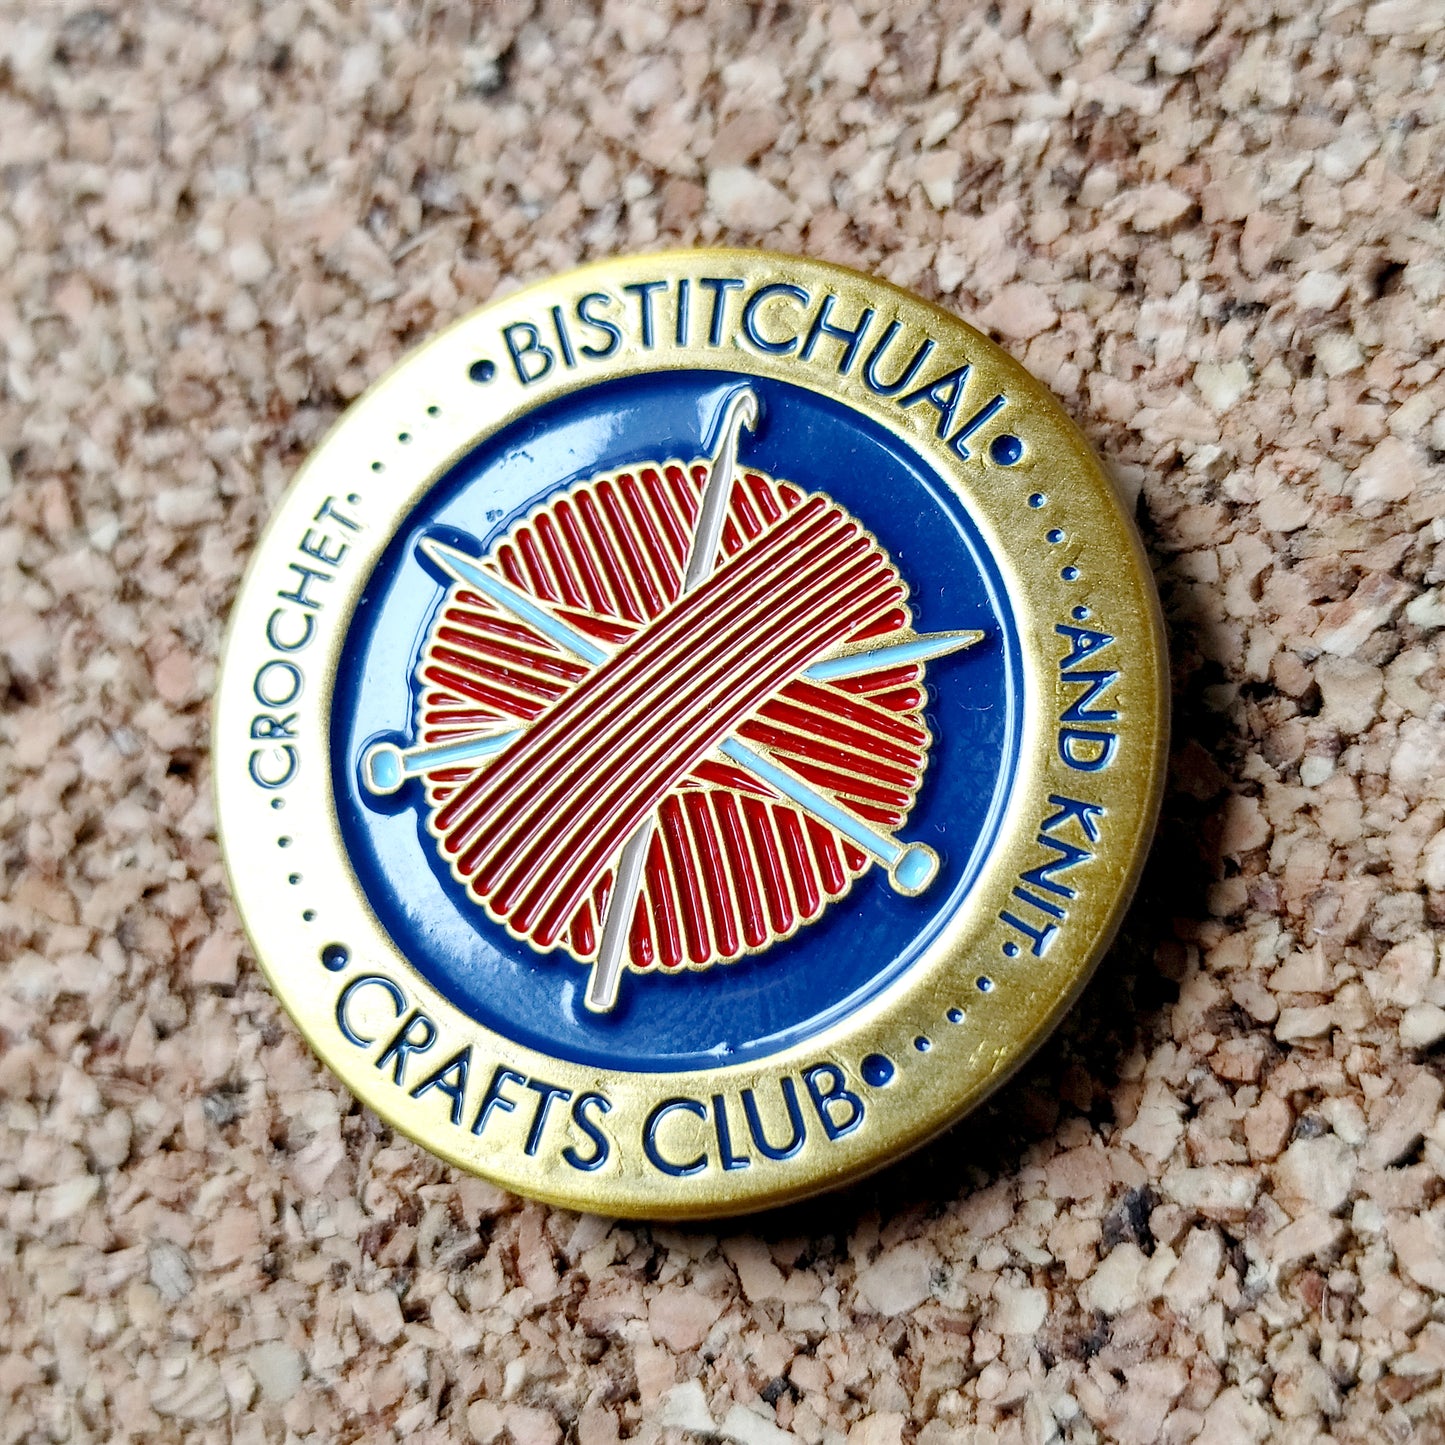 BISTITCHUAL
CROCHET
AND KNIT
CRAFTS CLUB